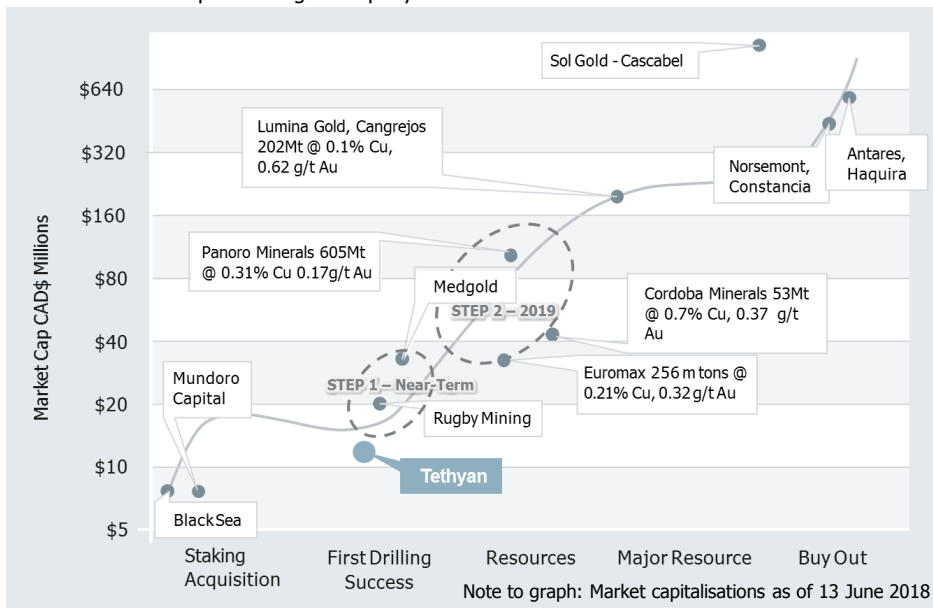 Sol Gold - Cascabel
$640
Lumina Gold, Cangrejos
202Mt @ 0.1% Cu,
0.62 g/t Au
$320
Norsemont,
Constancia
Antares,
Haquira
$160
Panoro Minerals 605Mt
@ 0.31% Cu 0.17g/t Au
$80
Medgold
STEP 2 – 2019
Cordoba Minerals 53Mt
@ 0.7% Cu, 0.37 g/t
Au
$40
Mundoro
Capital
STEP 1 – Near-Term
Euromax 256 m tons @
0.21% Cu, 0.32g/t Au
$20
Rugby Mining
$10
Tethyan
Black Sea
$5
Market Cap CAD$ Millions
Staking
Acquisition
First Drilling
Success
Resources
Major Resource
Buy Out
Note to graph: Market capitalisations as of 13 June 2018